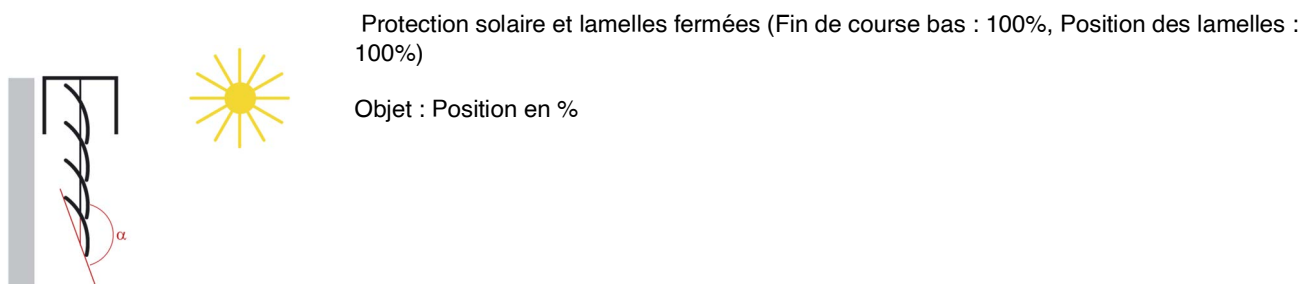 Protection solaire et lamelles fermées (Fin de course bas : 100%, Position des lamelles :
100%)
Objet : Position en %
α